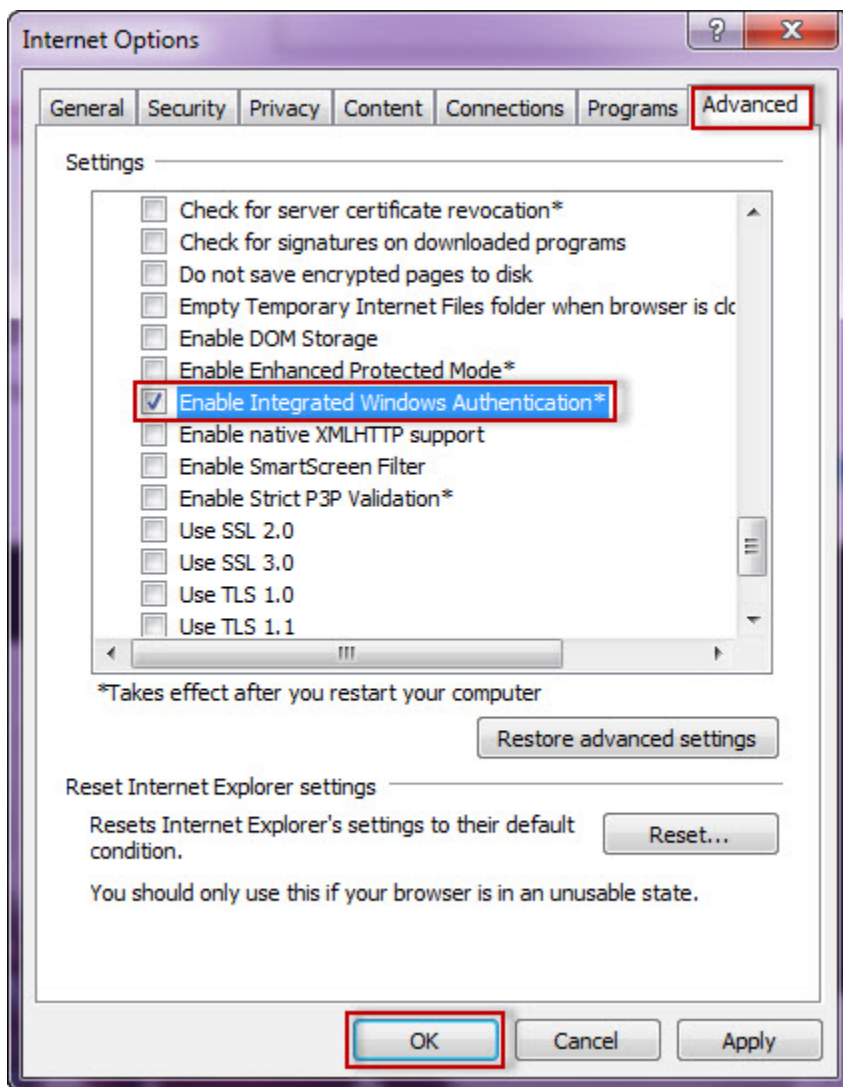 Internet Options
General Security Privacy Content Connections Programs Advanced
Settings
Check for server certificate revocation*
Check for signatures on downloaded programs
Do not save encrypted pages to disk
Empty Temporary Internet Files folder when browser is clo
Enable DOM Storage
Enable Enhanced Protected Mode*
Enable Integrated Windows Authentication*
Enable native XMLHTTP support
Enable SmartScreen Filter
Enable Strict P3P Validation*
Use SSL 2.0
Use SSL 3.0
Use TLS 1.0
Use TLS 1.1
*Takes effect after you restart your computer
Restore advanced settings
Reset Internet Explorer settings
Resets Internet Explorer's settings to their default
condition.
Reset...
You should only use this if your browser is in an unusable state.
OK Cancel Apply